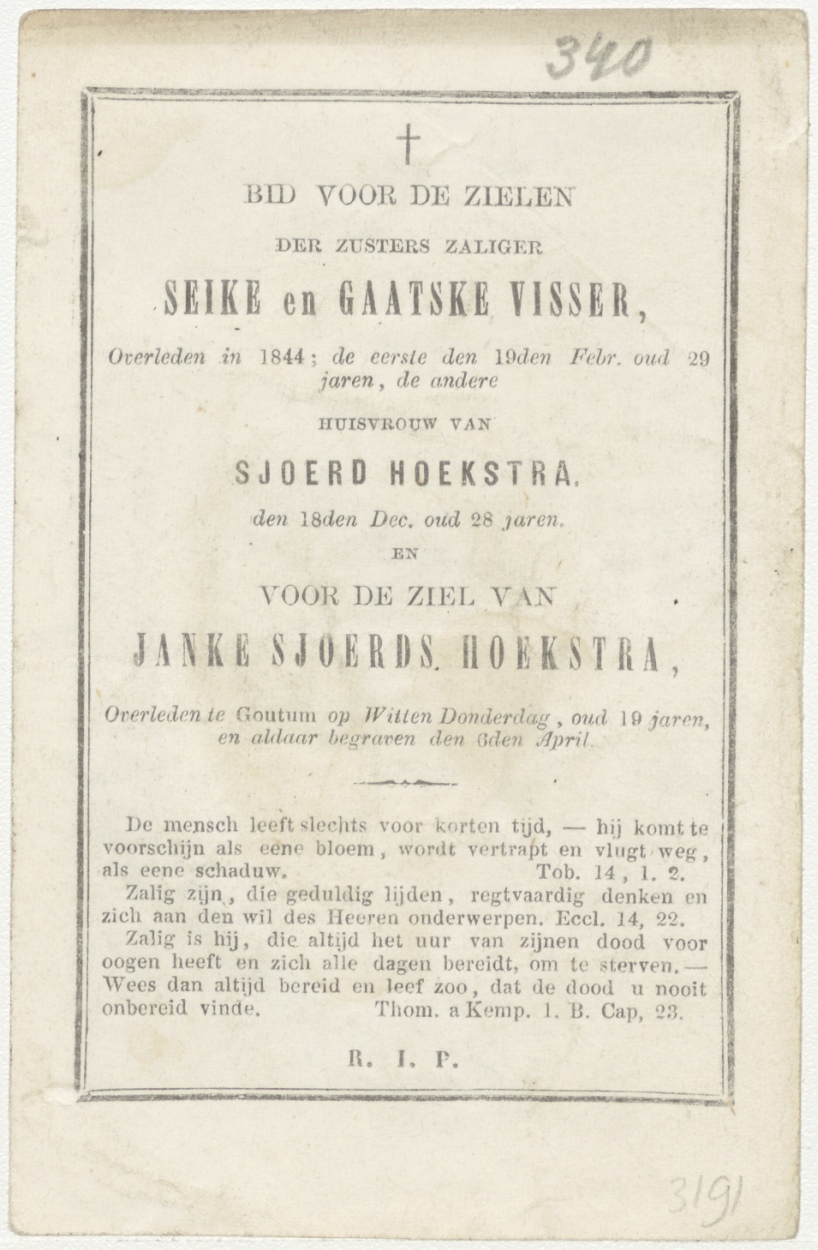 340
BID VOOR DE ZIELEN
DER ZUSTERS ZALIGER
SEIKE en GAATSKE VISSER,
Overleden in 1844; de eerste den 19den Febr. oud 29
jaren, de andere
HUISVROUW VAN
SJOERD HOEKSTRA.
den 18den Dec. oud 28 jaren.
EN
VOOR DE ZIEL VAN
JANKE SJOERDS. HOEKSTRA,
Overleden te Goutum op Witten Donderdag, oud 19 jaren,
en aldaar begraven den 6den April.
De mensch leeft slechts voor korten tijd, — hij komt te
voorschijn als eene bloem, wordt vertrapt en vlugt weg,
als eene schaduw. Tob. 14, 1. 2.
Zalig zijn, die geduldig lijden, regtvaardig denken en
zich aan den wil des Heeren onderwerpen. Eccl. 14, 22.
Zalig is hij, die altijd het uur van zijnen dood voor
oogen heeft en zich alle dagen bereidt, om te sterven. —
Wees dan altijd bereid en leef zoo, dat de dood u nooit
onbereid vinde. Thom. a Kemp. 1. B. Cap, 23.
R. I. P.
3191